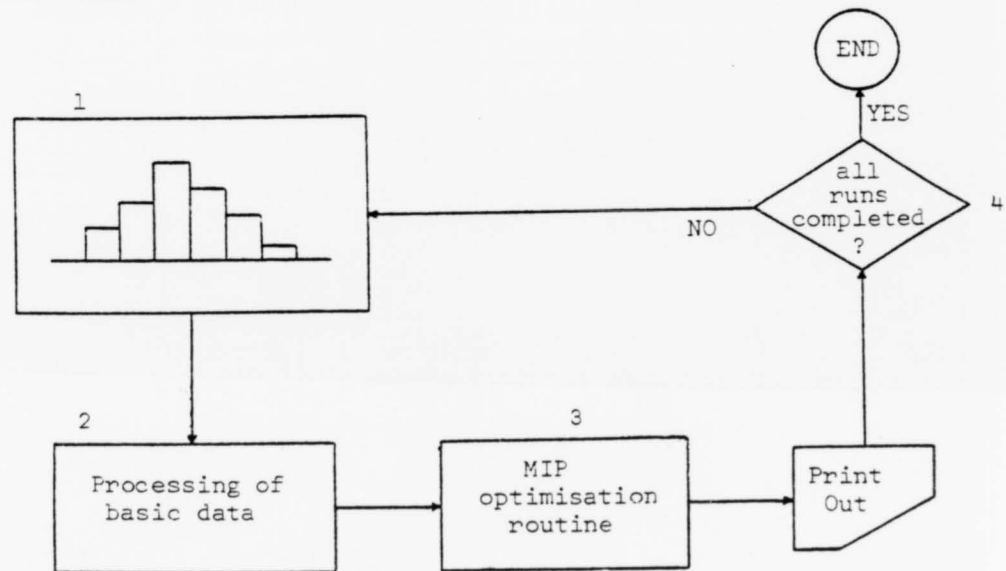 END
YES
1
all
runs
completed
?
4
NO
2
Processing of
basic data
3
MIP
optimisation
routine
Print
Out